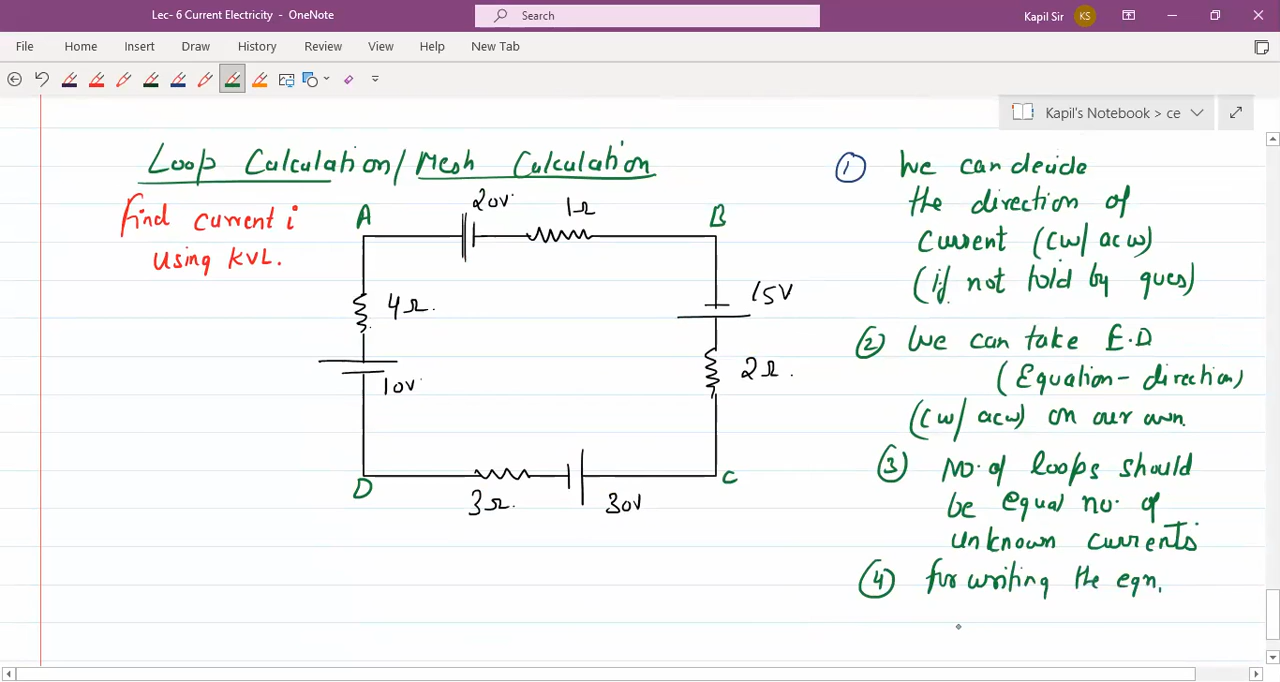 Lec- 6 Current Electricity - OneNote
Search
Kapil Sir KS
File Home Insert Draw History Review View Help New Tab
Kapil's Notebook > ce
Loop Calculation/Mesh Calculation
find current i
using KVL.
A
20V
1Ω
B
4Ω
15V
10V
2Ω
D
3Ω
30V
C
① We can decide
the direction of
current (cw/acw)
(if not told by ques)
② We can take E.D
(Equation-direction)
(cw/acw) on our own
③ No. of loops should
be equal no. of
unknown currents
④ for writing the eqn.